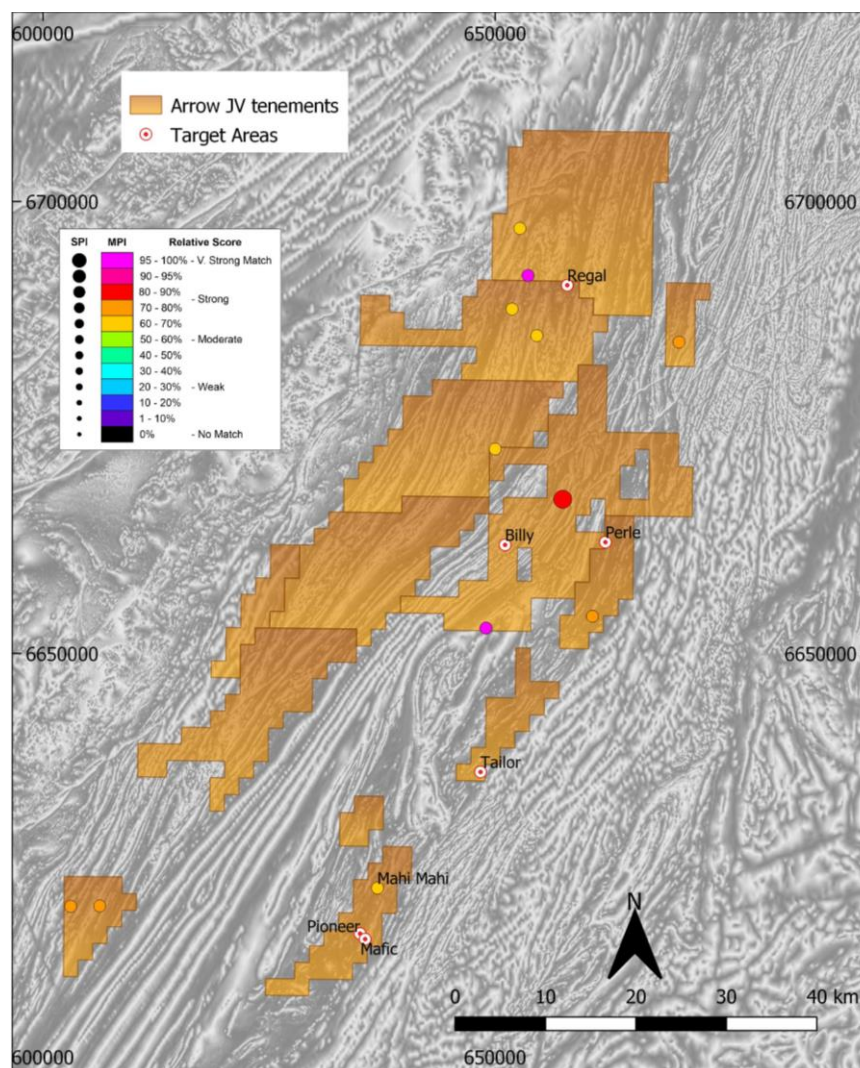 600000
650000
Arrow JV tenements
Target Areas
6700000
6700000
SPI MPI Relative Score
95 - 100% - V. Strong Match
90 - 95%
80 - 90%
- Strong
70 - 80%
60 - 70%
50 - 60% - Moderate
40 - 50%
30 - 40%
20 - 30% - Weak
10 - 20%
1 - 10%
0% - No Match
Regal
Billy
Perle
6650000
6650000
Tailor
Mahi Mahi
Pioneer
Mafic
N
0 10 20 30 40 km
600000
650000